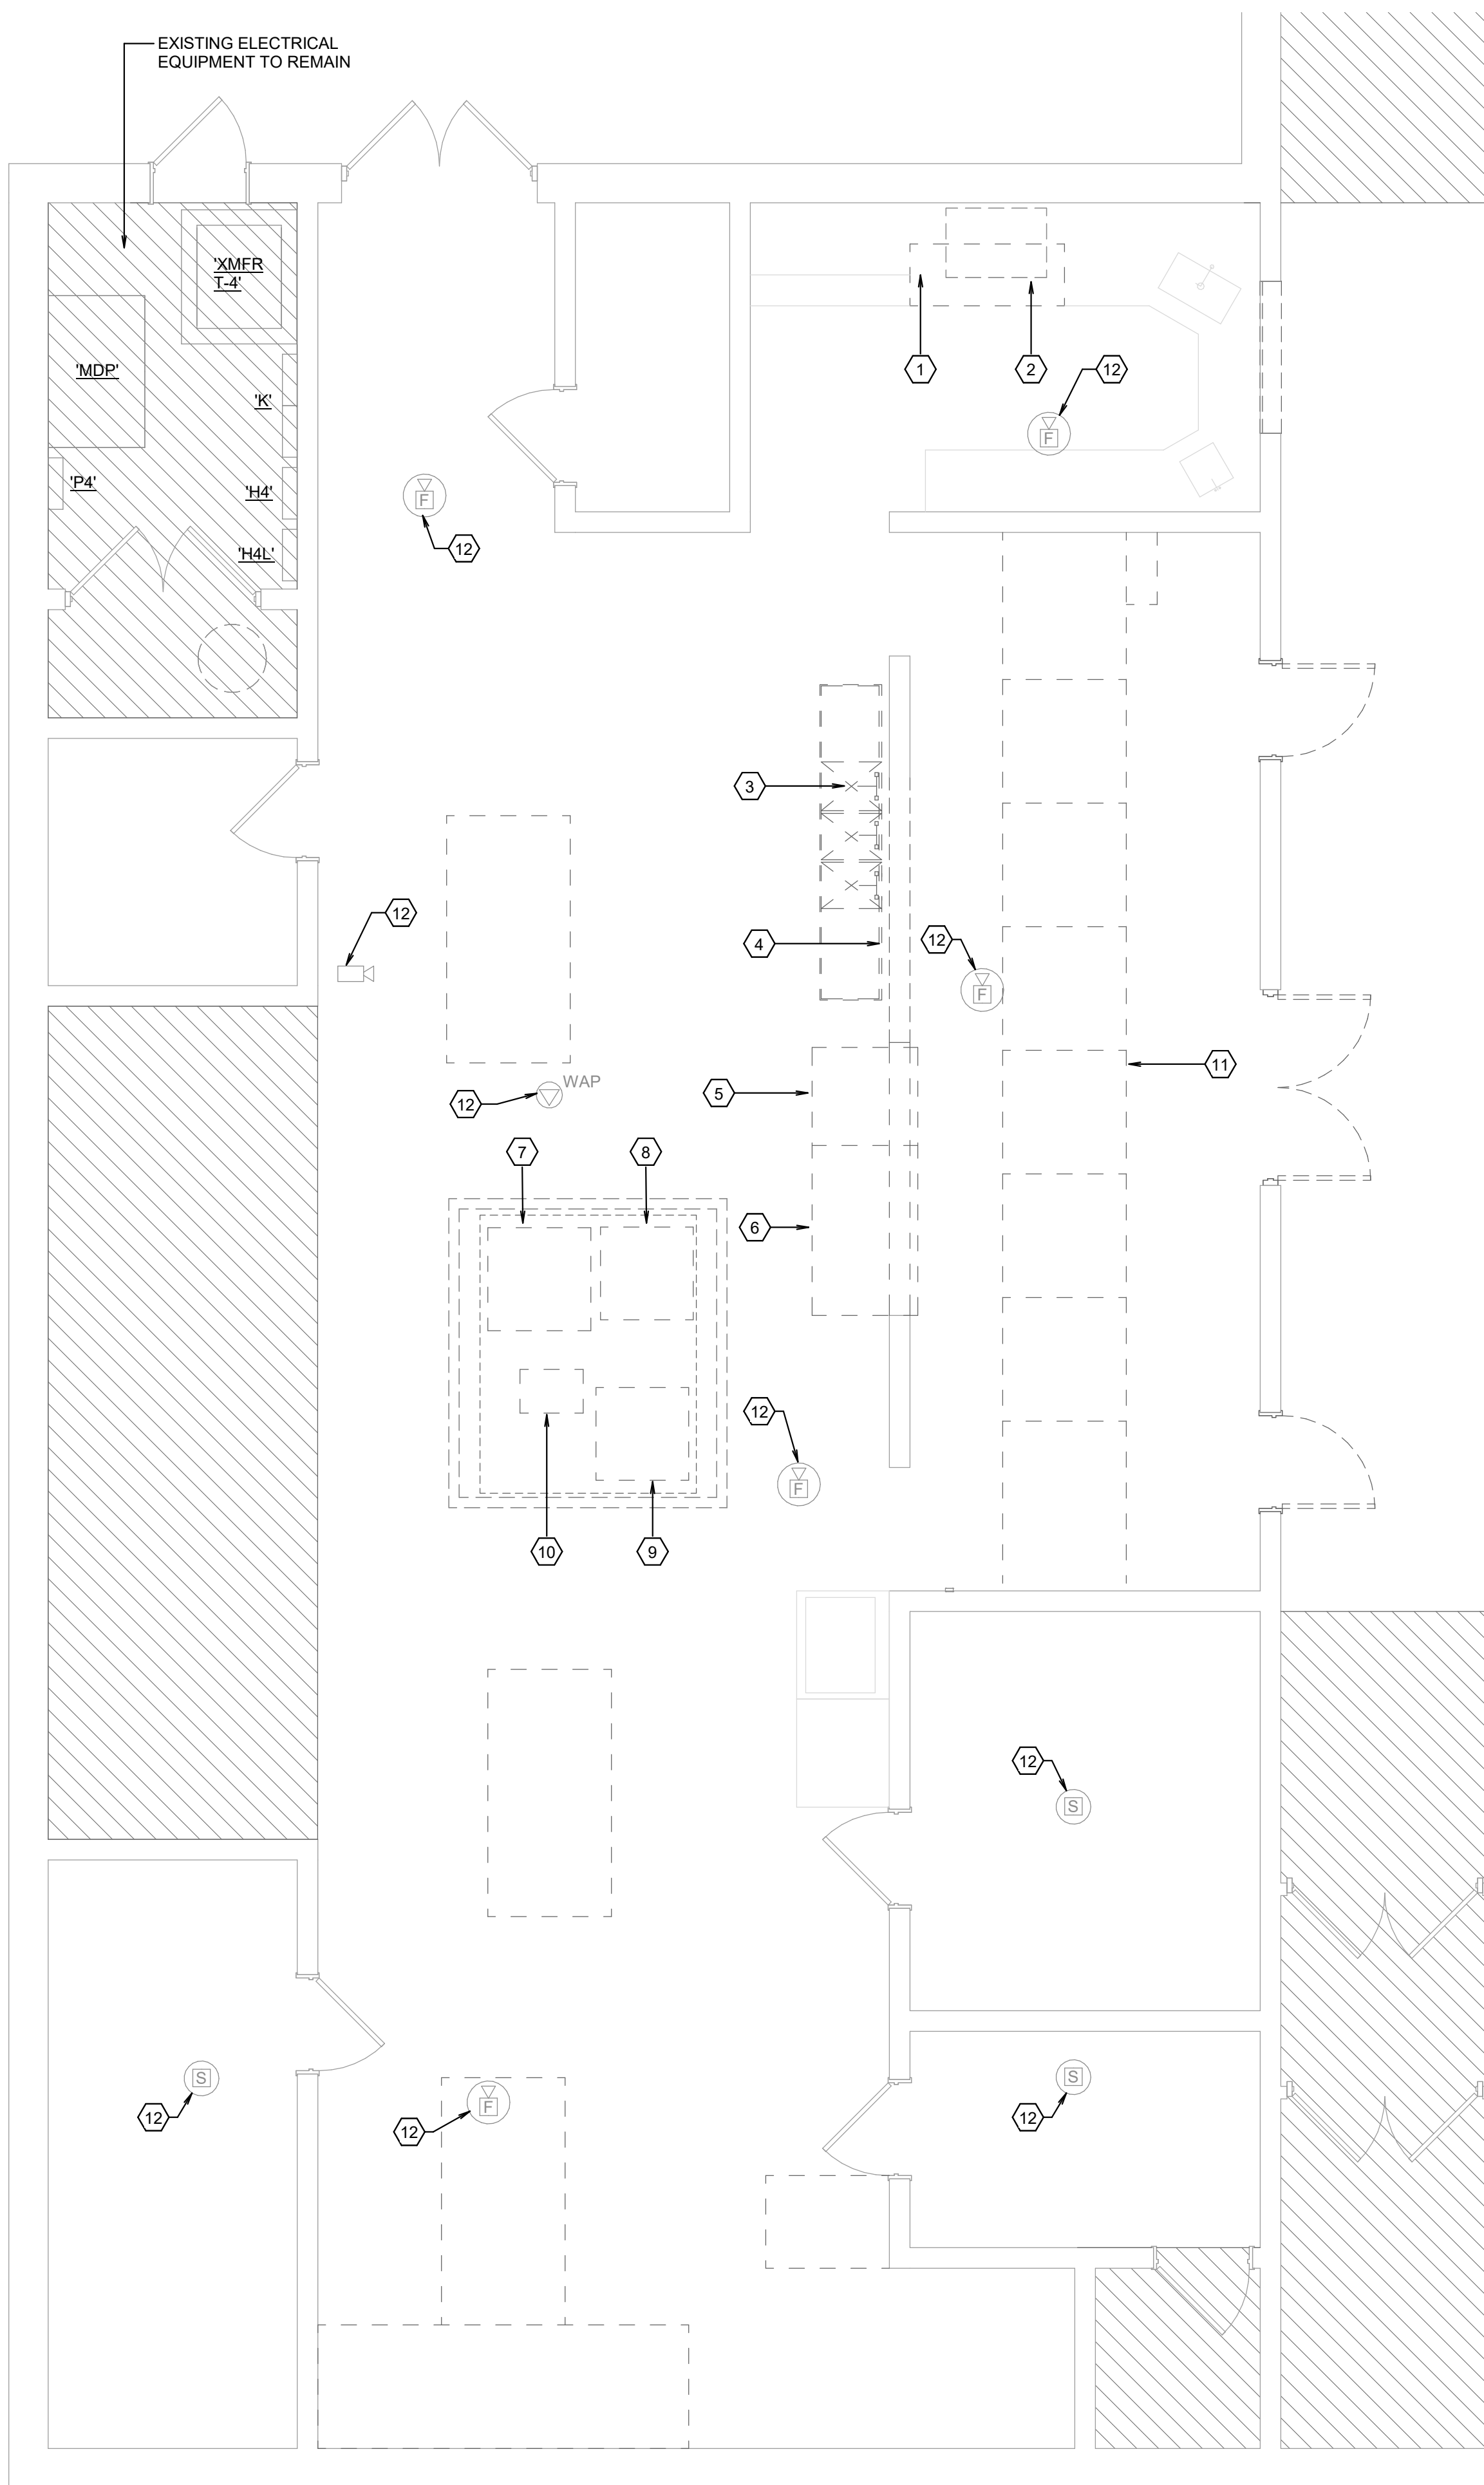 EXISTING ELECTRICAL
EQUIPMENT TO REMAIN
'XMFR
T-4'
'MDP'
'K'
'P4'
'H4'
'H4L'
1
2
12
F
F
12
3
12
4
12
F
11
WAP
12
5
7
8
6
12
F
10
9
12
S
S
12
12
F
S
12